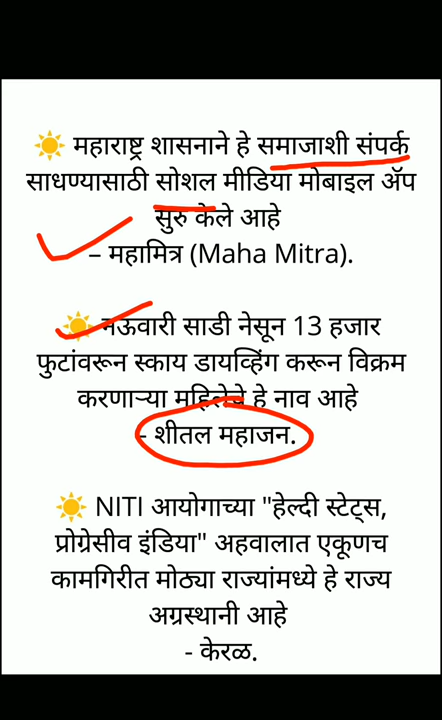 महाराष्ट्र शासनाने हे समाजाशी संपर्क
साधण्यासाठी सोशल मीडिया मोबाइल ॲप
सुरु केले आहे
– महामित्र (Maha Mitra).
नऊवारी साडी नेसून 13 हजार
फुटांवरून स्काय डायव्हिंग करून विक्रम
करणाऱ्या महिलेचे हे नाव आहे
- शीतल महाजन.
NITI आयोगाच्या "हेल्दी स्टेट्स,
प्रोग्रेसीव इंडिया" अहवालात एकूणच
कामगिरीत मोठ्या राज्यांमध्ये हे राज्य
अग्रस्थानी आहे
- केरळ.